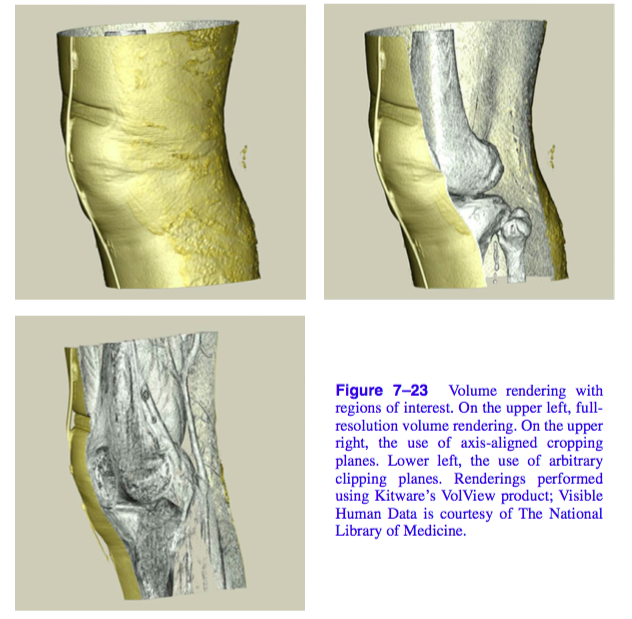 Figure 7–23 Volume rendering with
regions of interest. On the upper left, full-
resolution volume rendering. On the upper
right, the use of axis-aligned cropping
planes. Lower left, the use of arbitrary
clipping planes. Renderings performed
using Kitware's VolView product; Visible
Human Data is courtesy of The National
Library of Medicine.